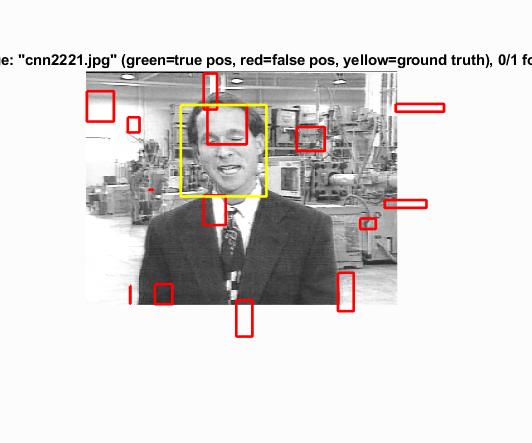 e: "cnn2221.jpg" (green=true pos, red=false pos, yellow=ground truth), 0/1 fo